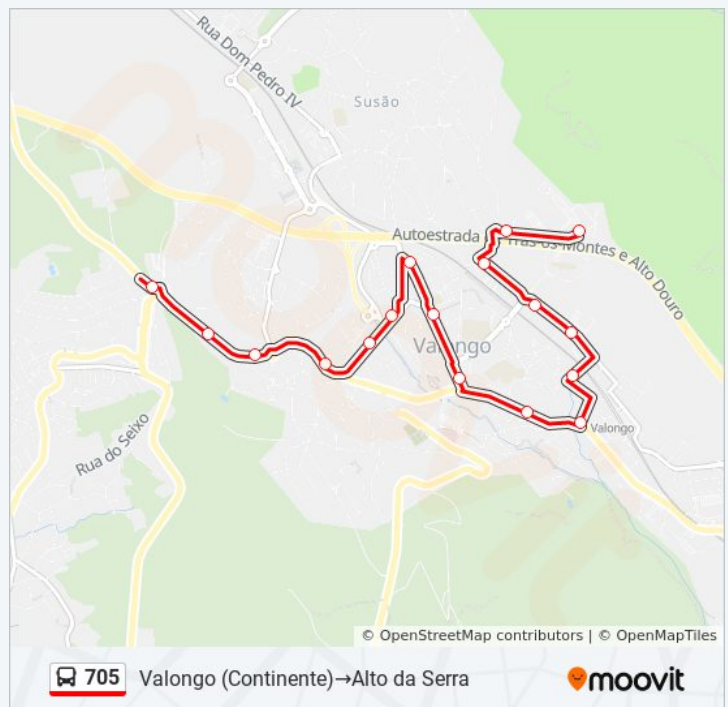 Rua Dom Pedro IV
Susão
Autoestrada de Trás-os-Montes e Alto Douro
Valongo
Valongo
Rua do Seixo
© OpenStreetMap contributors | © OpenMapTiles
705 Valongo (Continente)→Alto da Serra
moovit